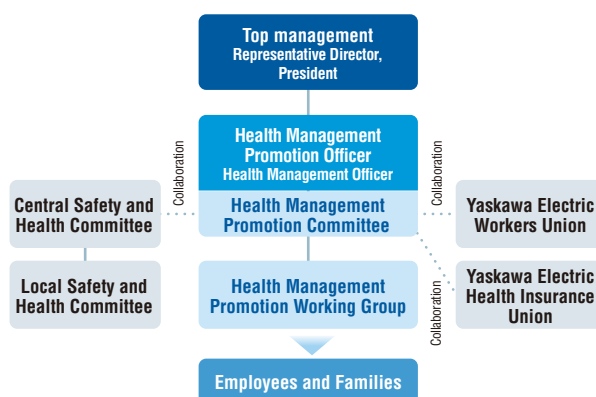 Top management
Representative Director,
President
Health Management
Promotion Officer
Health Management Officer
Collaboration
Collaboration
Central Safety and
Health Committee
Health Management
Promotion Committee
Yaskawa Electric
Workers Union
Local Safety and
Health Committee
Health Management
Promotion Working Group
Collaboration
Yaskawa Electric
Health Insurance
Union
Employees and Families